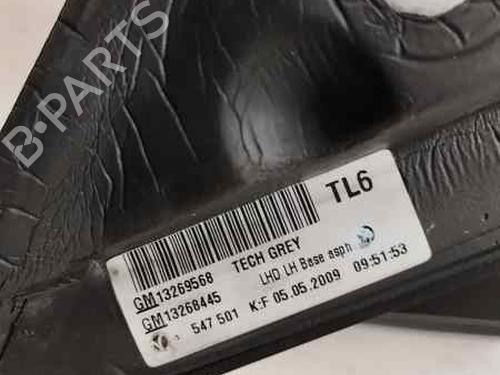 B-PARTS
TL6
GM13269568 TECH GREY
GM13268445 LHD LH Base asph
547 501 K:F 05.05.2009 09:51:53